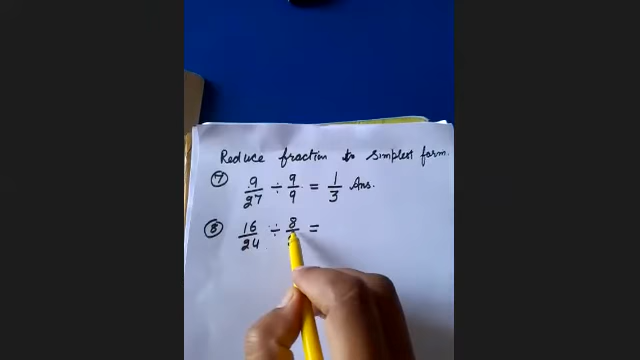 Reduce fraction to simplest form.
7 9/27 ÷ 9/9 = 1/3 Ans.
8 16/24 ÷ 8/ =